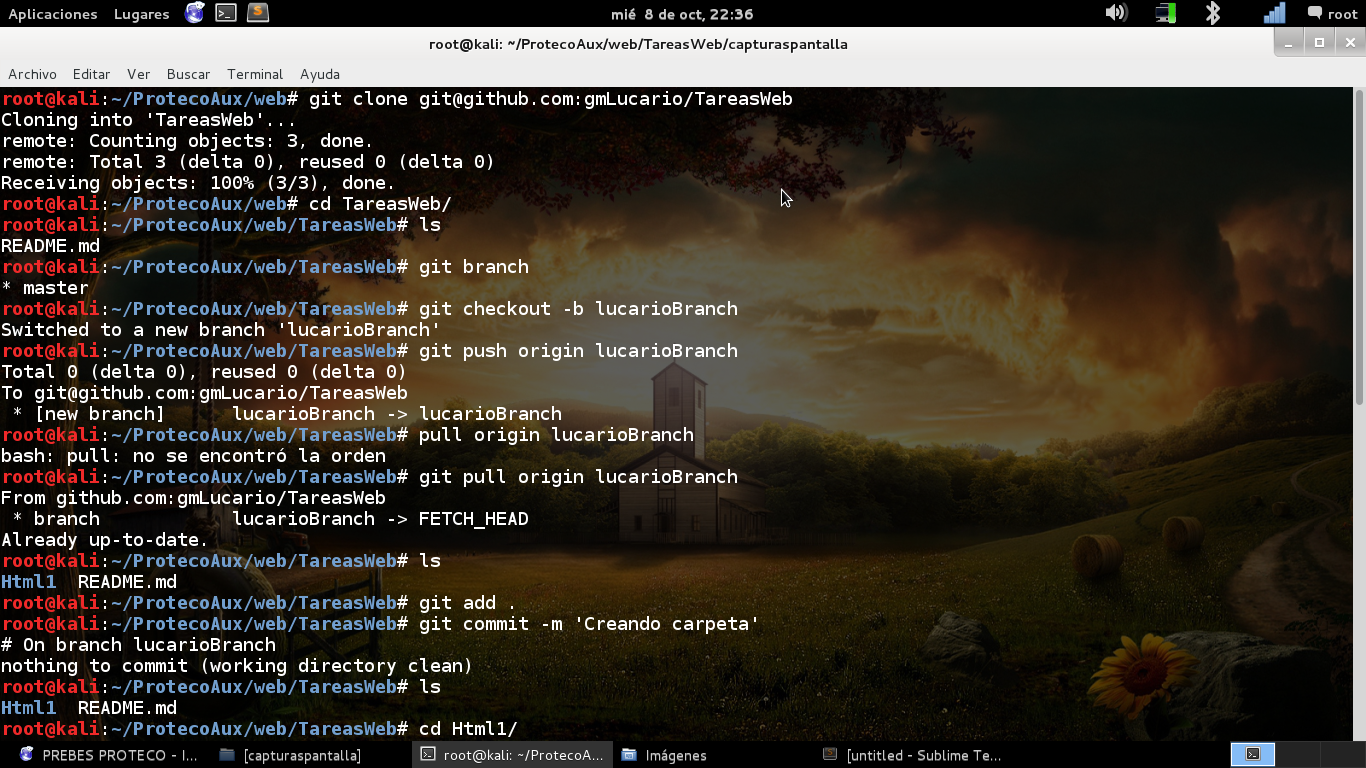 Aplicaciones Lugares mié 8 de oct, 22:36 root
root@kali: ~/ProtecoAux/web/TareasWeb/capturaspantalla
Archivo Editar Ver Buscar Terminal Ayuda
root@kali:~/ProtecoAux/web# git clone git@github.com:gmLucario/TareasWeb
Cloning into 'TareasWeb'...
remote: Counting objects: 3, done.
remote: Total 3 (delta 0), reused 0 (delta 0)
Receiving objects: 100% (3/3), done.
root@kali:~/ProtecoAux/web# cd TareasWeb/
root@kali:~/ProtecoAux/web/TareasWeb# ls
README.md
root@kali:~/ProtecoAux/web/TareasWeb# git branch
* master
root@kali:~/ProtecoAux/web/TareasWeb# git checkout -b lucarioBranch
Switched to a new branch 'lucarioBranch'
root@kali:~/ProtecoAux/web/TareasWeb# git push origin lucarioBranch
Total 0 (delta 0), reused 0 (delta 0)
To git@github.com:gmLucario/TareasWeb
 * [new branch]      lucarioBranch -> lucarioBranch
root@kali:~/ProtecoAux/web/TareasWeb# pull origin lucarioBranch
bash: pull: no se encontró la orden
root@kali:~/ProtecoAux/web/TareasWeb# git pull origin lucarioBranch
From github.com:gmLucario/TareasWeb
 * branch            lucarioBranch -> FETCH_HEAD
Already up-to-date.
root@kali:~/ProtecoAux/web/TareasWeb# ls
Html1  README.md
root@kali:~/ProtecoAux/web/TareasWeb# git add .
root@kali:~/ProtecoAux/web/TareasWeb# git commit -m 'Creando carpeta'
# On branch lucarioBranch
nothing to commit (working directory clean)
root@kali:~/ProtecoAux/web/TareasWeb# ls
Html1  README.md
root@kali:~/ProtecoAux/web/TareasWeb# cd Html1/
PREBES PROTECO - I... [capturaspantalla] root@kali: ~/ProtecoA... Imágenes [untitled - Sublime Te...